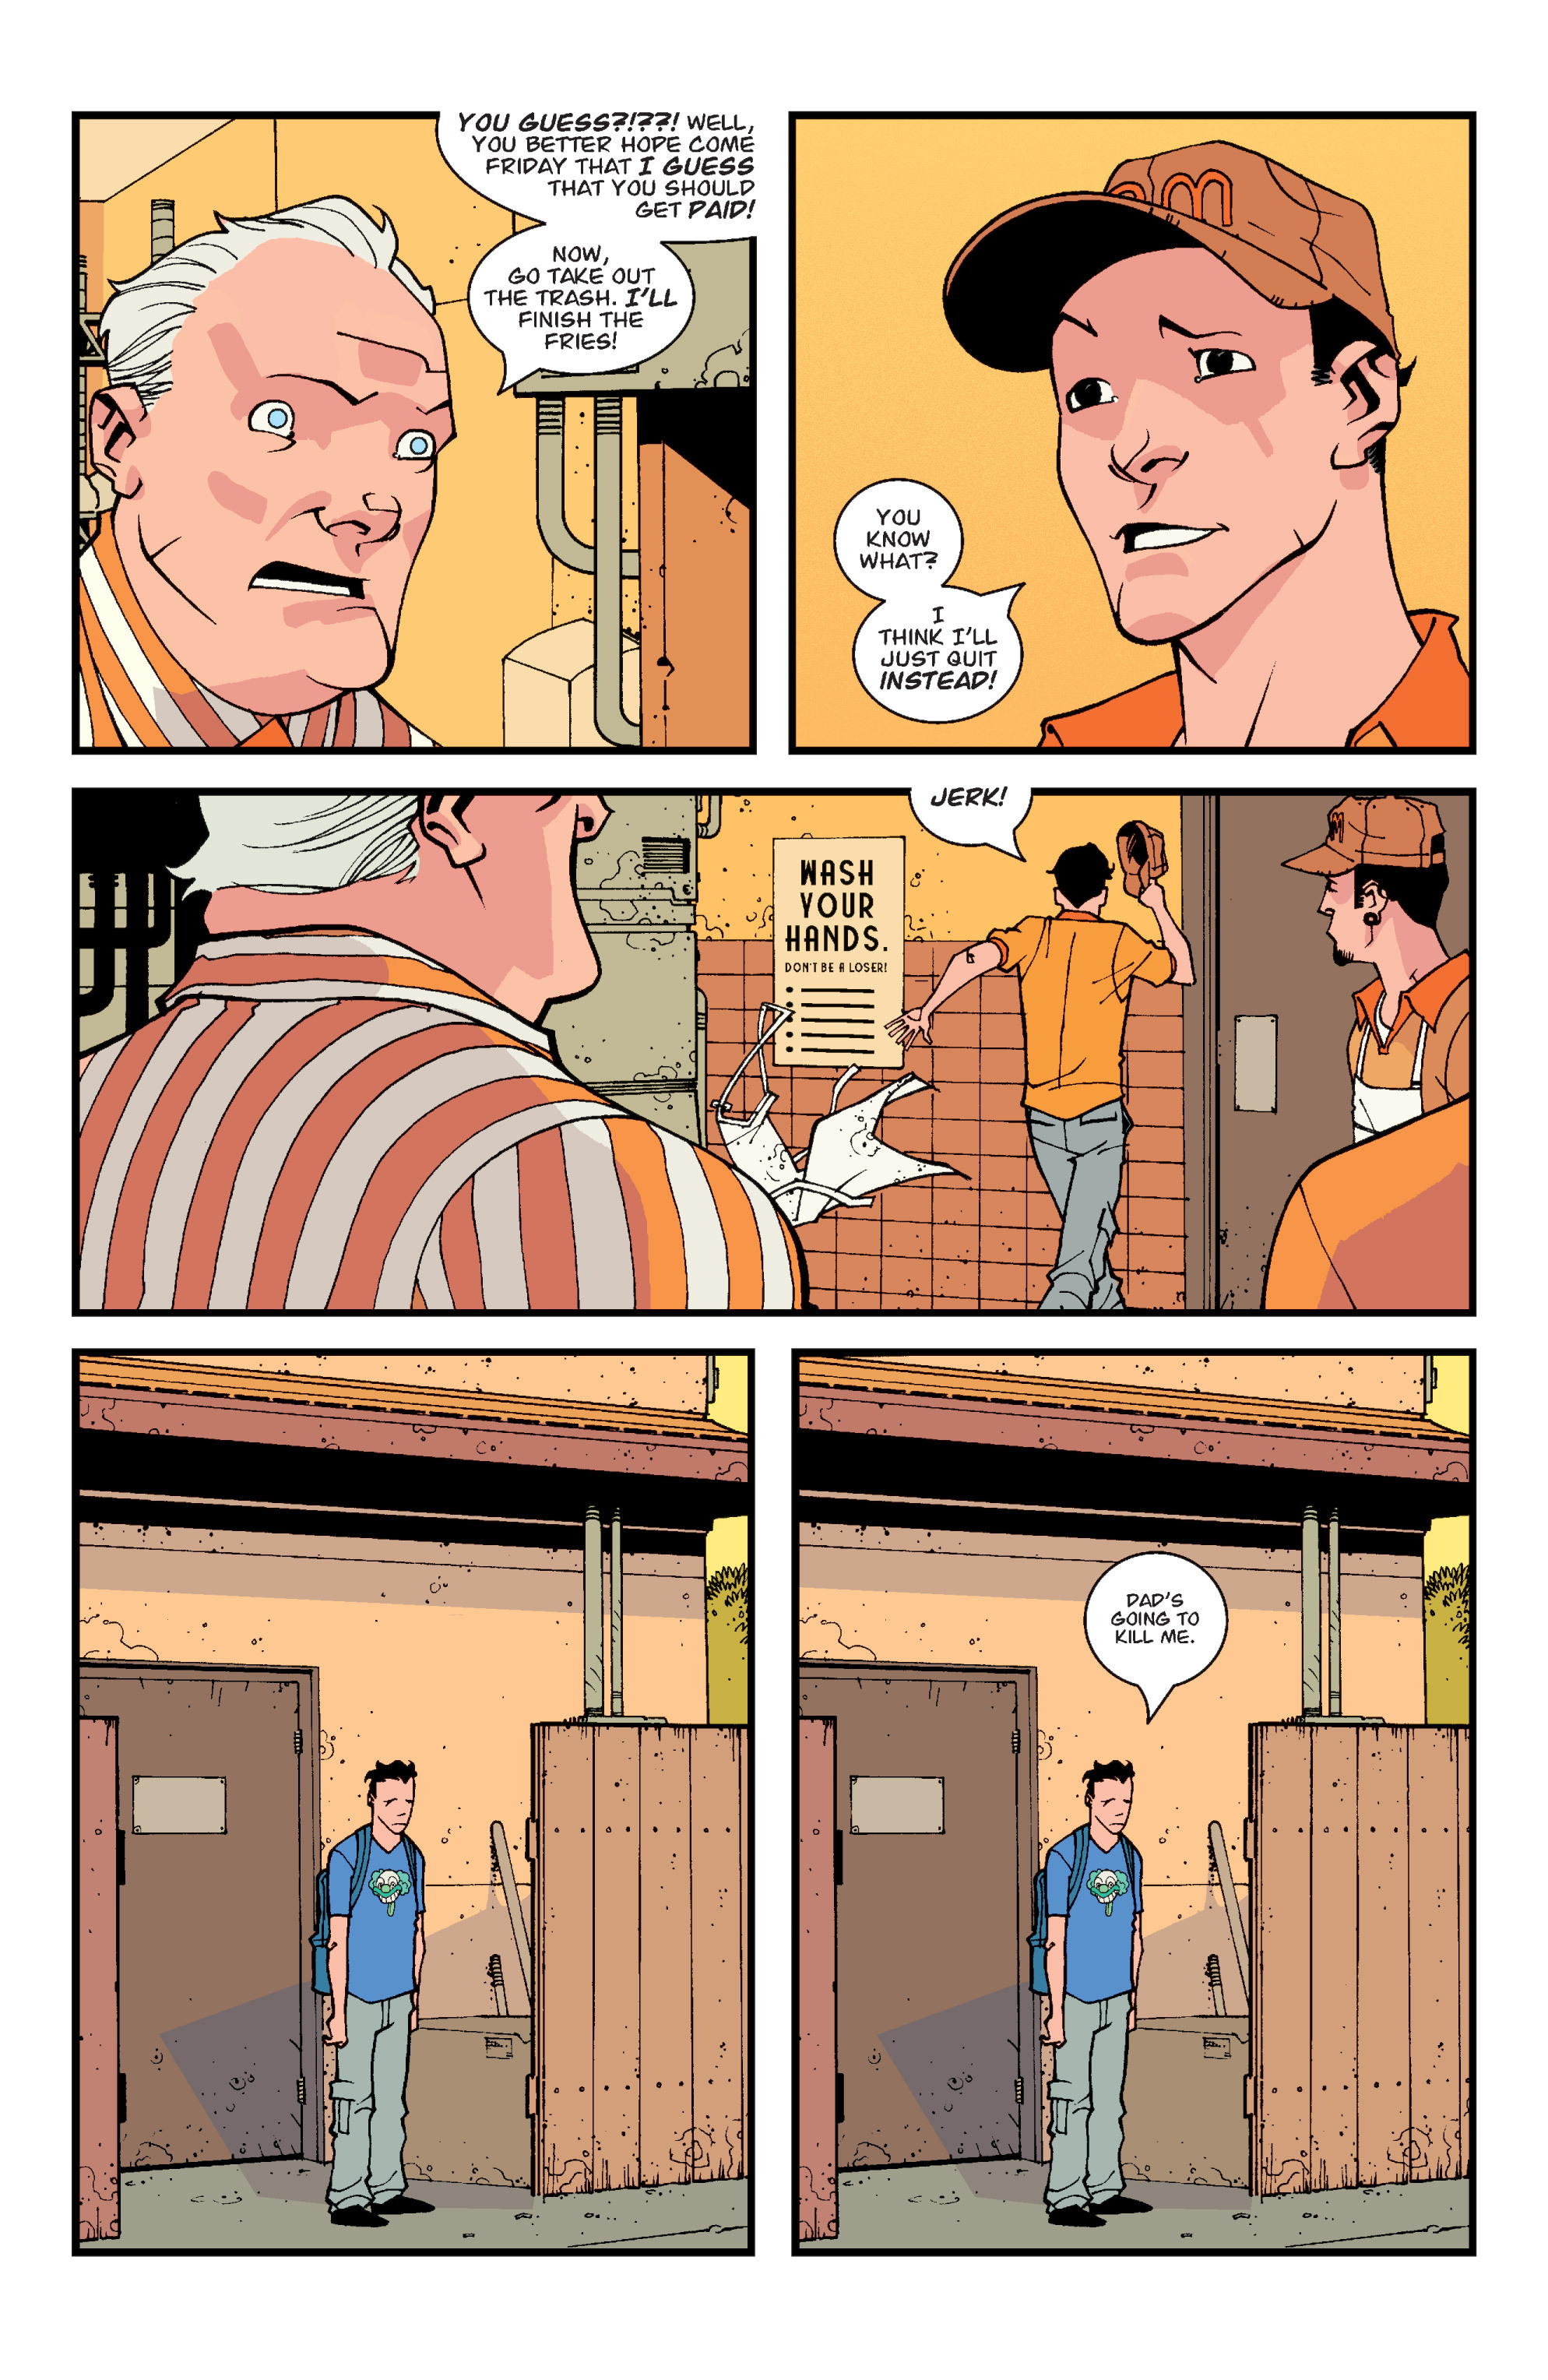 YOU GUESS?!??! WELL,
YOU BETTER HOPE COME
FRIDAY THAT I GUESS
THAT YOU SHOULD
GET PAID!
NOW,
GO TAKE OUT
THE TRASH. I'LL
FINISH THE
FRIES!
YOU
KNOW
WHAT?
I
THINK I'LL
JUST QUIT
INSTEAD!
JERK!
WASH
YOUR
HANDS.
DON'T BE A LOSER!
DAD'S
GOING TO
KILL ME.